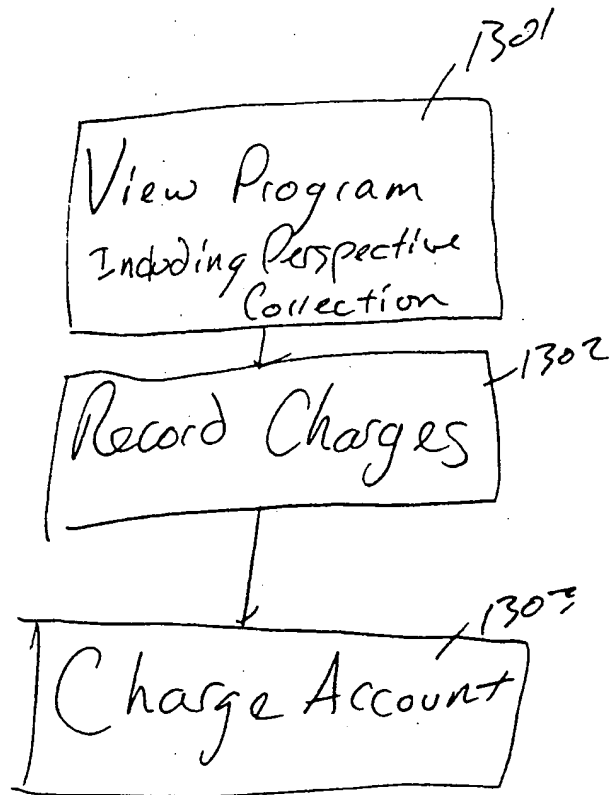 1301
View Program
Including Perspective
Collection
1302
Record Charges
1303
Charge Account